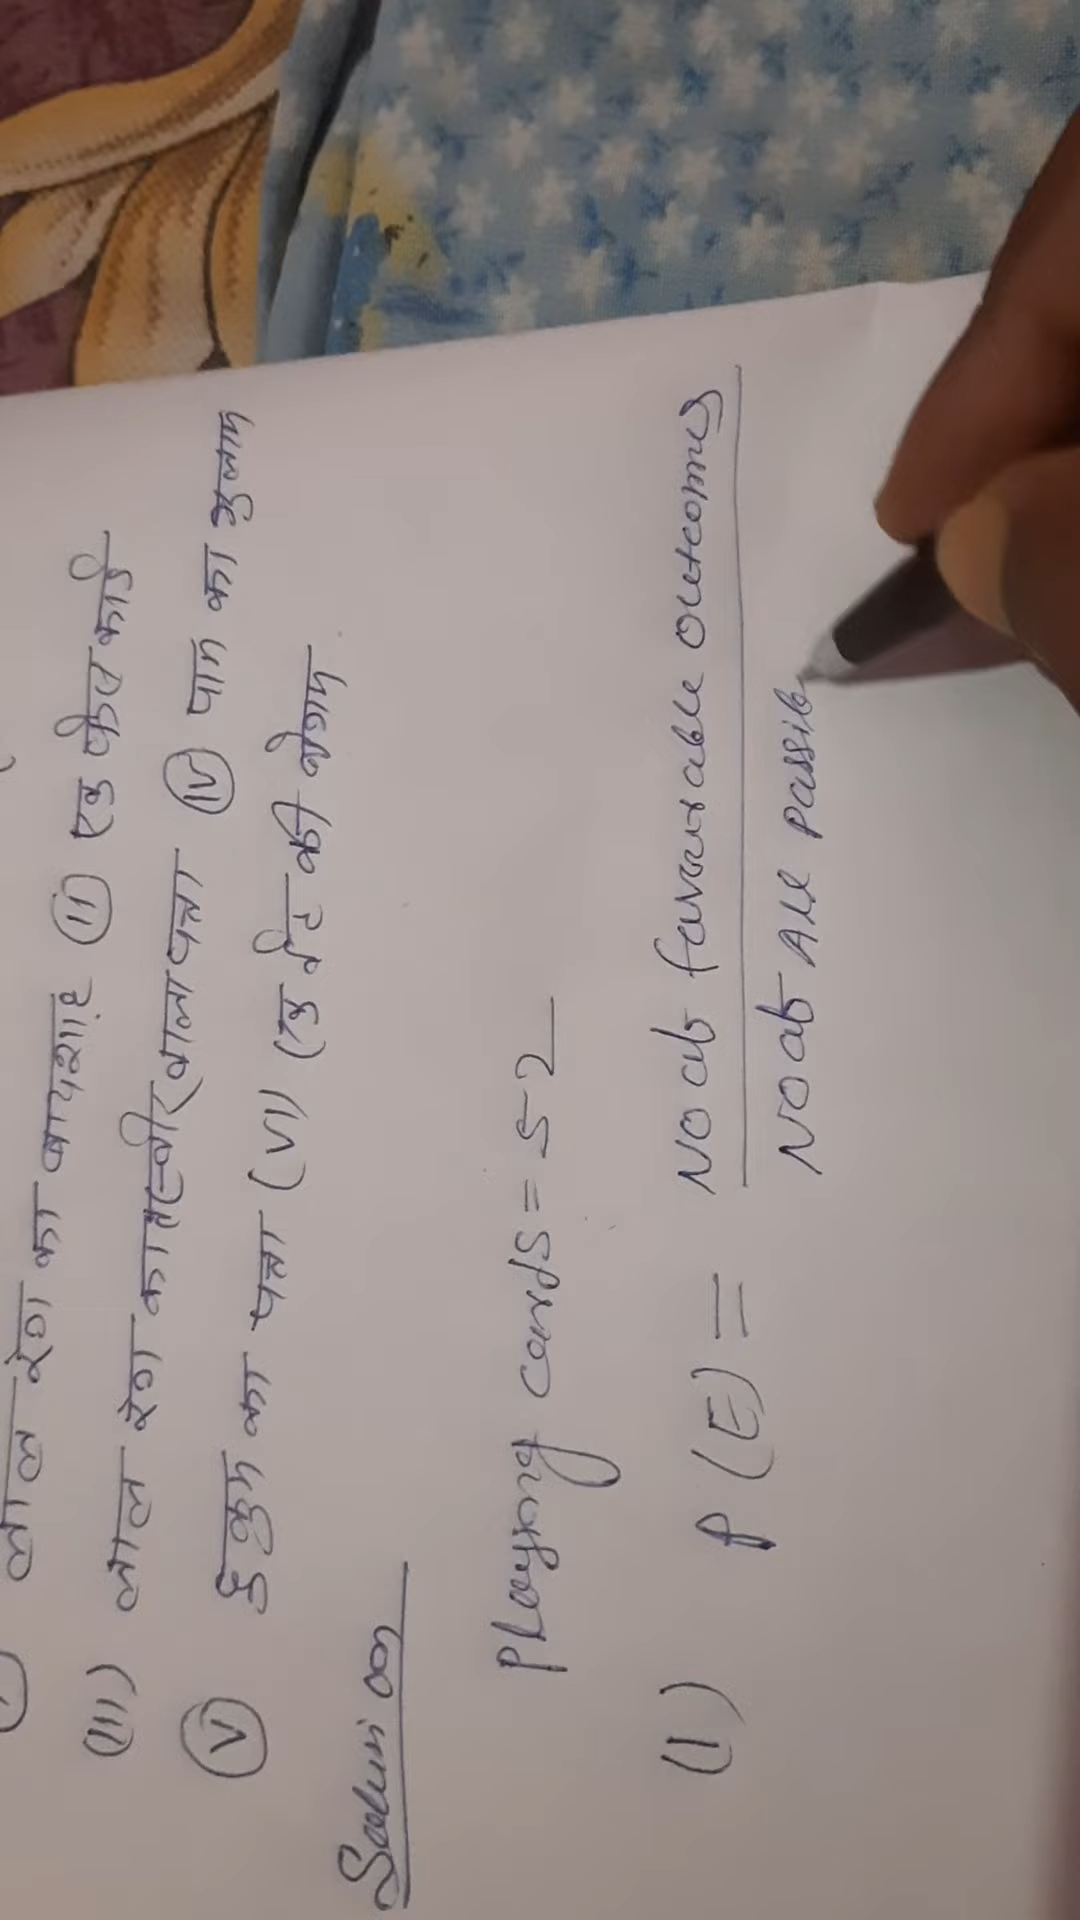 लाल रंग का बादशाह (II) एक फेस कार्ड
(III) लाल रंग का तस्वीर वाला पत्ता (IV) पान का गुलाम
(V) हुकुम का पत्ता (VI) एक ईंट की बेगम
Solution
Playing cards = 52
(I) P(E) = No of favourable outcomes
No of All possib